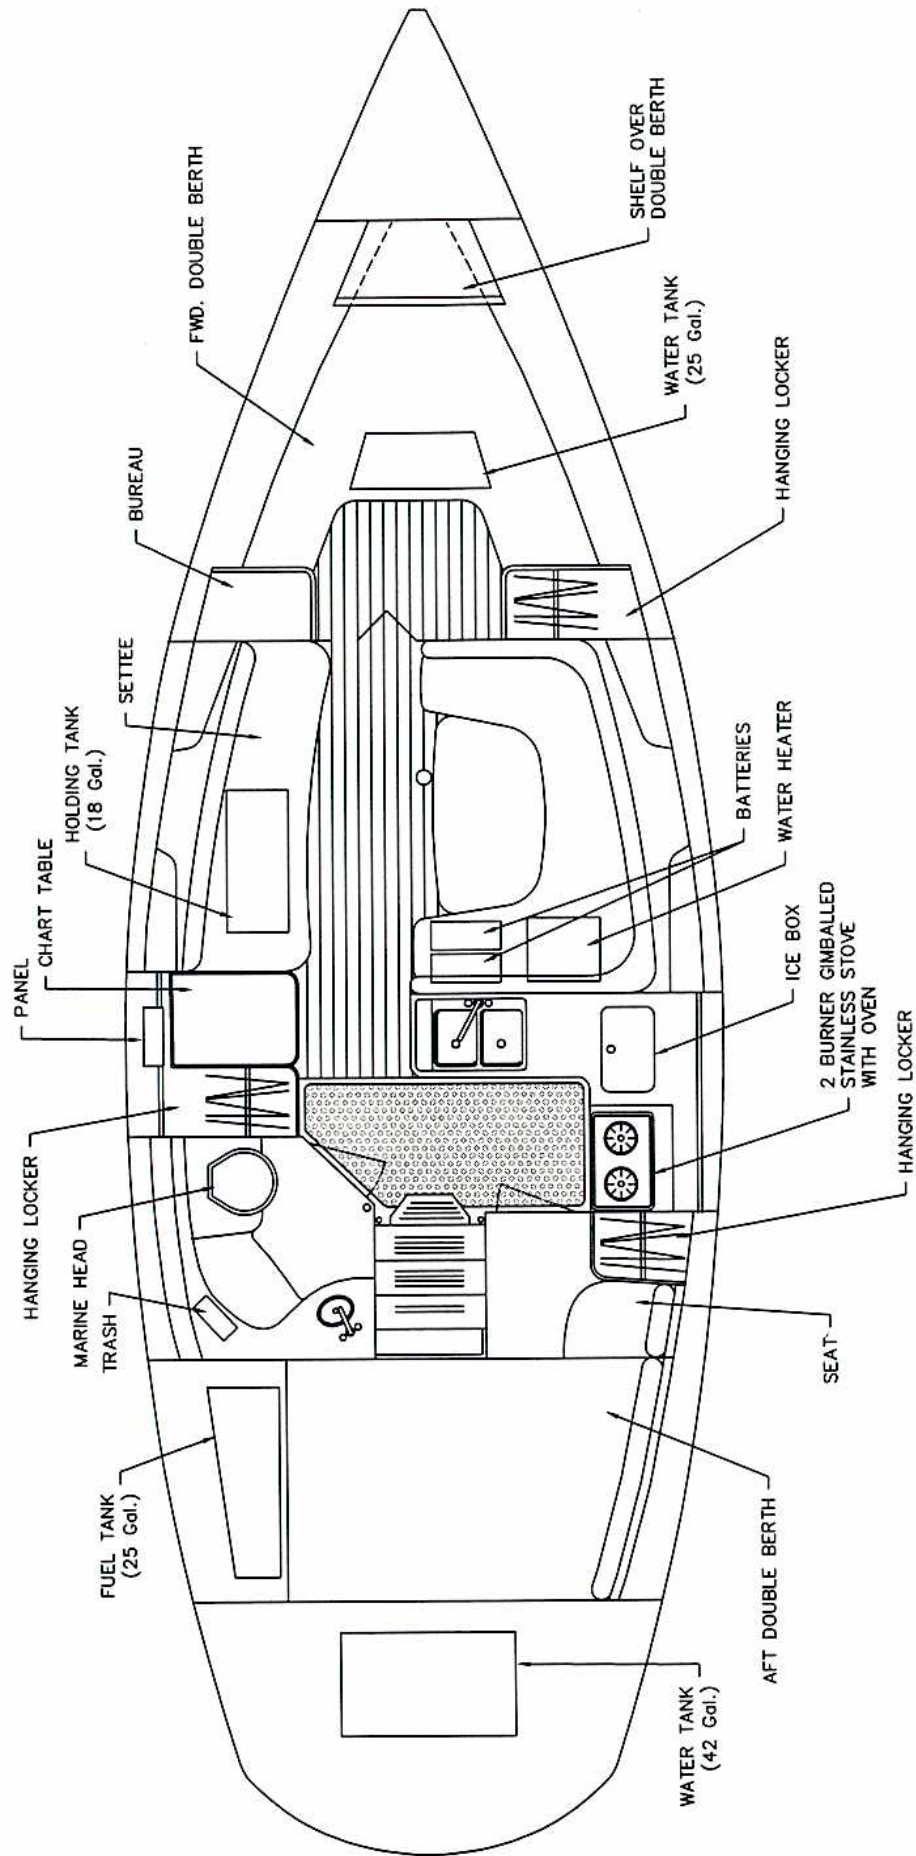 FUEL TANK
(25 Gal.)
MARINE HEAD
TRASH
HANGING LOCKER
PANEL
CHART TABLE
HOLDING TANK
(18 Gal.)
SETTEE
BUREAU
FWD. DOUBLE BERTH
WATER TANK
(42 Gal.)
AFT DOUBLE BERTH
SEAT
HANGING LOCKER
2 BURNER GIMBALLED
STAINLESS STOVE
WITH OVEN
ICE BOX
WATER HEATER
BATTERIES
HANGING LOCKER
WATER TANK
(25 Gal.)
SHELF OVER
DOUBLE BERTH